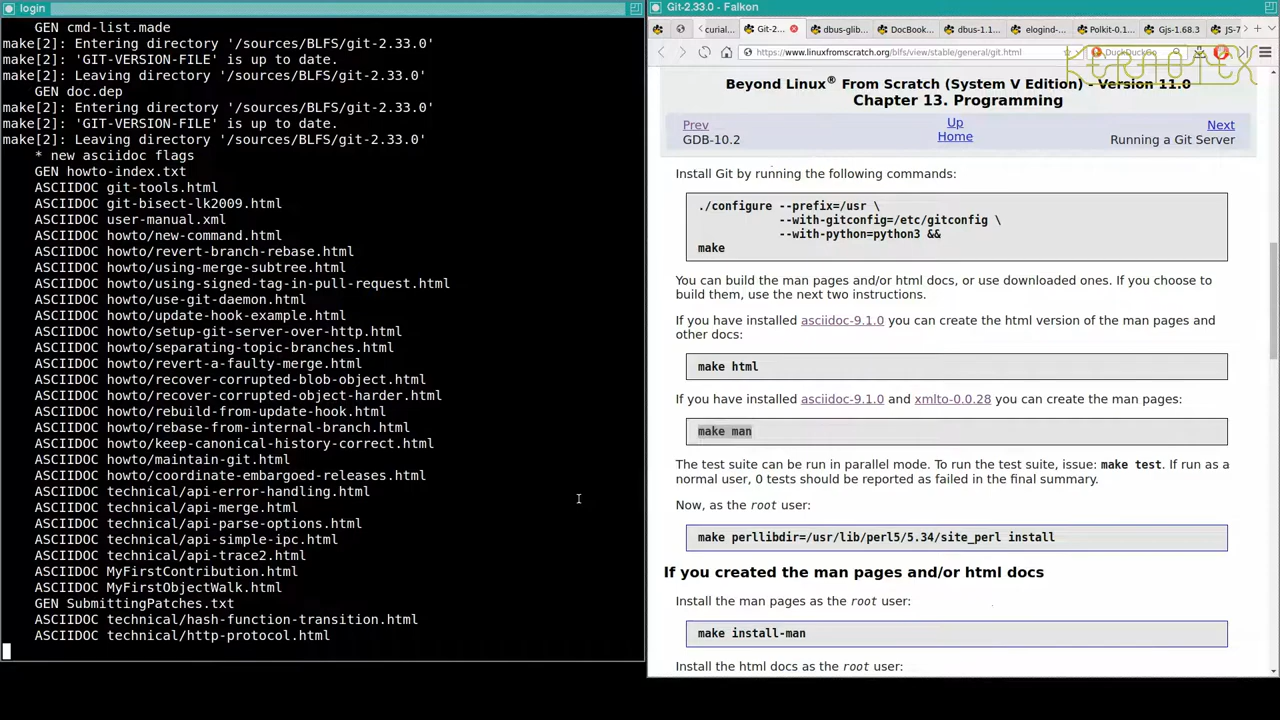 login
GEN cmd-list.made
make[2]: Entering directory '/sources/BLFS/git-2.33.0'
make[2]: 'GIT-VERSION-FILE' is up to date.
make[2]: Leaving directory '/sources/BLFS/git-2.33.0'
GEN doc.dep
make[2]: Entering directory '/sources/BLFS/git-2.33.0'
make[2]: 'GIT-VERSION-FILE' is up to date.
make[2]: Leaving directory '/sources/BLFS/git-2.33.0'
* new asciidoc flags
GEN howto-index.txt
ASCIIDOC git-tools.html
ASCIIDOC git-bisect-lk2009.html
ASCIIDOC user-manual.xml
ASCIIDOC howto/new-command.html
ASCIIDOC howto/revert-branch-rebase.html
ASCIIDOC howto/using-merge-subtree.html
ASCIIDOC howto/using-signed-tag-in-pull-request.html
ASCIIDOC howto/use-git-daemon.html
ASCIIDOC howto/update-hook-example.html
ASCIIDOC howto/setup-git-server-over-http.html
ASCIIDOC howto/separating-topic-branches.html
ASCIIDOC howto/revert-a-faulty-merge.html
ASCIIDOC howto/recover-corrupted-blob-object.html
ASCIIDOC howto/recover-corrupted-object-harder.html
ASCIIDOC howto/rebuild-from-update-hook.html
ASCIIDOC howto/rebase-from-internal-branch.html
ASCIIDOC howto/keep-canonical-history-correct.html
ASCIIDOC howto/maintain-git.html
ASCIIDOC howto/coordinate-embargoed-releases.html
ASCIIDOC technical/api-error-handling.html
ASCIIDOC technical/api-merge.html
ASCIIDOC technical/api-parse-options.html
ASCIIDOC technical/api-simple-ipc.html
ASCIIDOC technical/api-trace2.html
ASCIIDOC MyFirstContribution.html
ASCIIDOC MyFirstObjectWalk.html
GEN SubmittingPatches.txt
ASCIIDOC technical/hash-function-transition.html
ASCIIDOC technical/http-protocol.html
Git-2.33.0 - Falkon
curial... Git-2... dbus-glib... DocBook... dbus-1.1... elogind-... Polkit-0.1... Gjs-1.68.3 JS-7
https://www.linuxfromscratch.org/blfs/view/stable/general/git.html DuckDuckGo
KERNOTEX
Beyond Linux® From Scratch (System V Edition) - Version 11.0
Chapter 13. Programming
Prev Up Next
GDB-10.2 Home Running a Git Server
Install Git by running the following commands:
./configure --prefix=/usr \
--with-gitconfig=/etc/gitconfig \
--with-python=python3 &&
make
You can build the man pages and/or html docs, or use downloaded ones. If you choose to
build them, use the next two instructions.
If you have installed asciidoc-9.1.0 you can create the html version of the man pages and
other docs:
make html
If you have installed asciidoc-9.1.0 and xmlto-0.0.28 you can create the man pages:
make man
The test suite can be run in parallel mode. To run the test suite, issue: make test. If run as a
normal user, 0 tests should be reported as failed in the final summary.
Now, as the root user:
make perllibdir=/usr/lib/perl5/5.34/site_perl install
If you created the man pages and/or html docs
Install the man pages as the root user:
make install-man
Install the html docs as the root user: